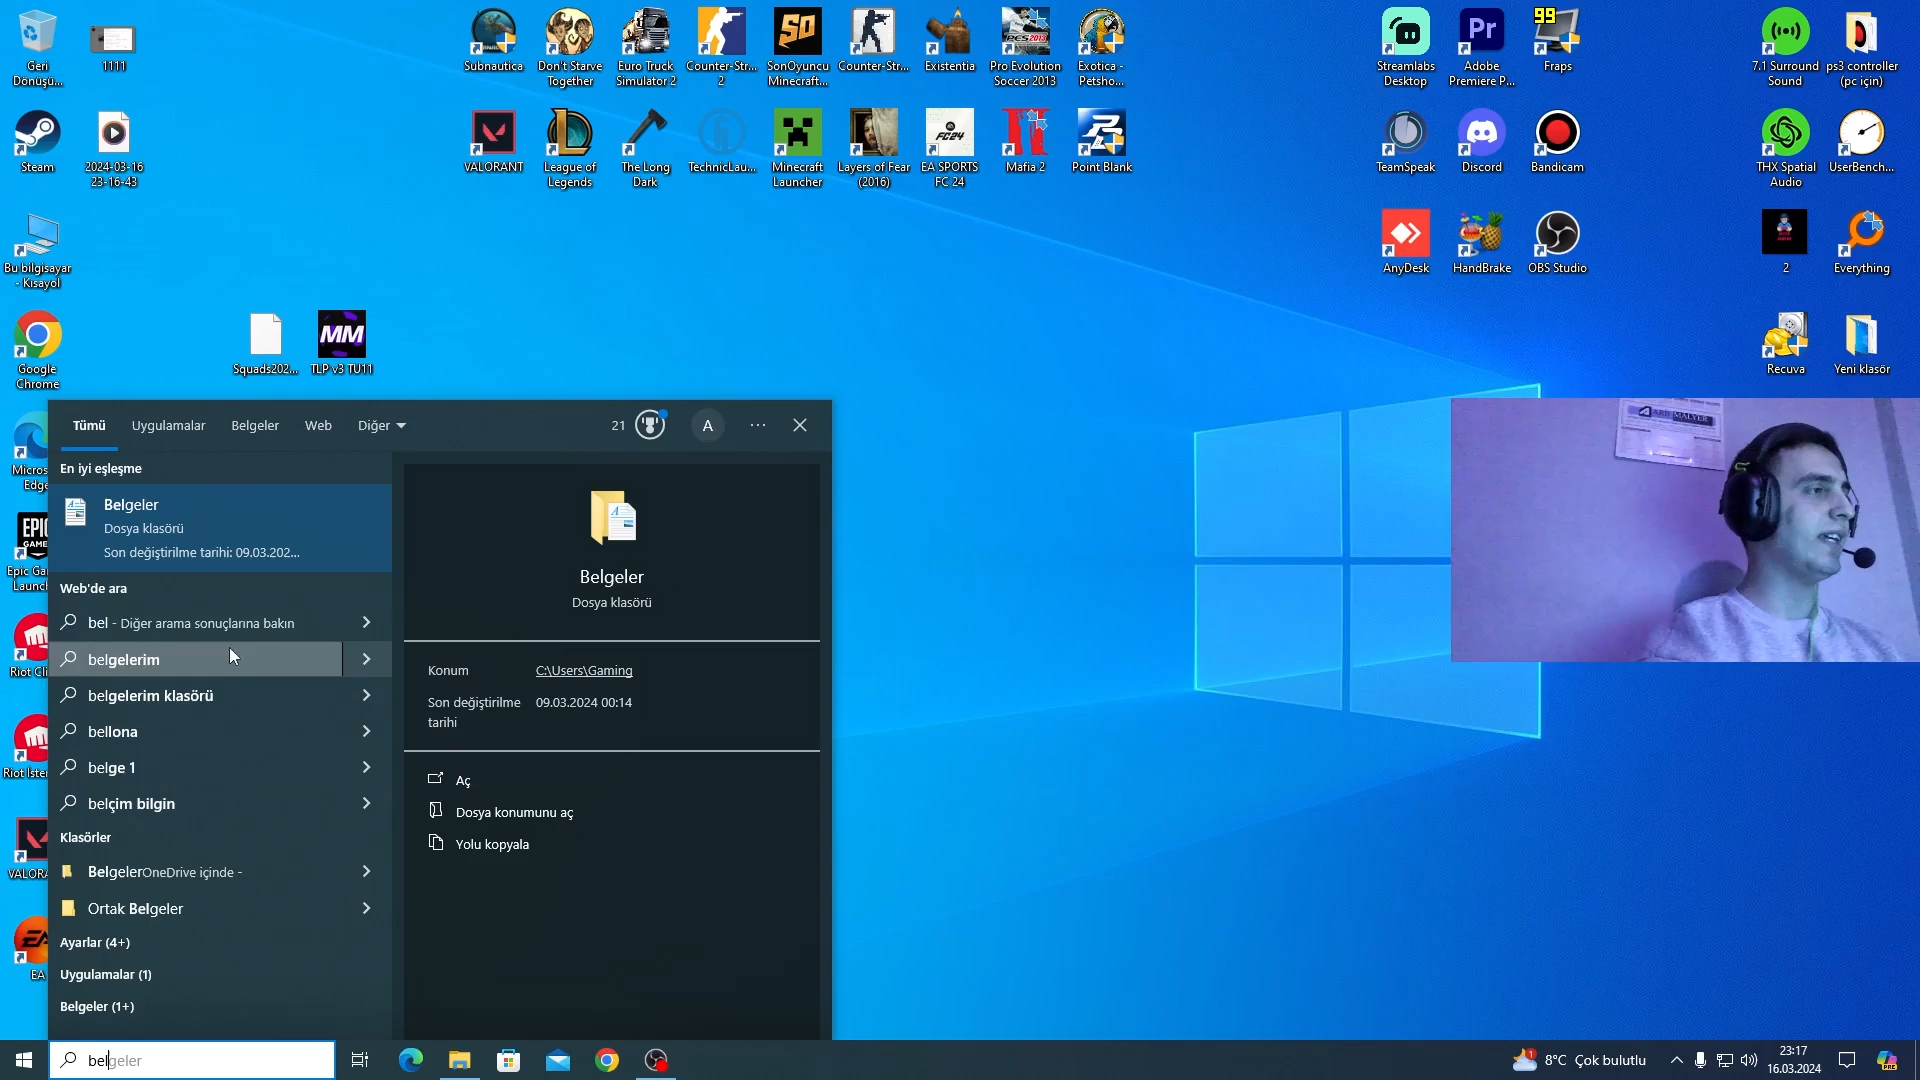 Geri
Dönüşü...
1111
Subnautica
Don't Starve
Together
Euro Truck
Simulator 2
Counter-Str...
2
SonOyuncu
Minecraft...
Counter-Str...
Existentia
Pro Evolution
Soccer 2013
Exotica -
Petsho...
Streamlabs
Desktop
Adobe
Premiere P...
99
Fraps
7.1 Surround
Sound
ps3 controller
(pc için)
Steam
2024-03-16
23-16-43
VALORANT
League of
Legends
The Long
Dark
TechnicLau...
Minecraft
Launcher
Layers of Fear
(2016)
FC24
EA SPORTS
FC 24
Mafia 2
Point Blank
TeamSpeak
Discord
Bandicam
THX Spatial
Audio
UserBench...
Bu bilgisayar
- Kısayol
AnyDesk
HandBrake
OBS Studio
2
Everything
Google
Chrome
Squads202...
MM
TLP v3 TU11
Recuva
Yeni klasör
Tümü
Uygulamalar
Belgeler
Web
Diğer
21
A
En iyi eşleşme
Belgeler
Dosya klasörü
Son değiştirilme tarihi: 09.03.202...
Web'de ara
bel - Diğer arama sonuçlarına bakın
belgelerim
belgelerim klasörü
bellona
belge 1
belçim bilgin
Klasörler
BelgelerOneDrive içinde -
Ortak Belgeler
Ayarlar (4+)
Uygulamalar (1)
Belgeler (1+)
Belgeler
Dosya klasörü
Konum
C:\Users\Gaming
Son değiştirilme
tarihi
09.03.2024 00:14
Aç
Dosya konumunu aç
Yolu kopyala
Micros
Edge
EPIC
GAME
Epic Ga
Launch
Riot Cli
Riot İster
VALORA
EA
belgeler
8°C Çok bulutlu
23:17
16.03.2024